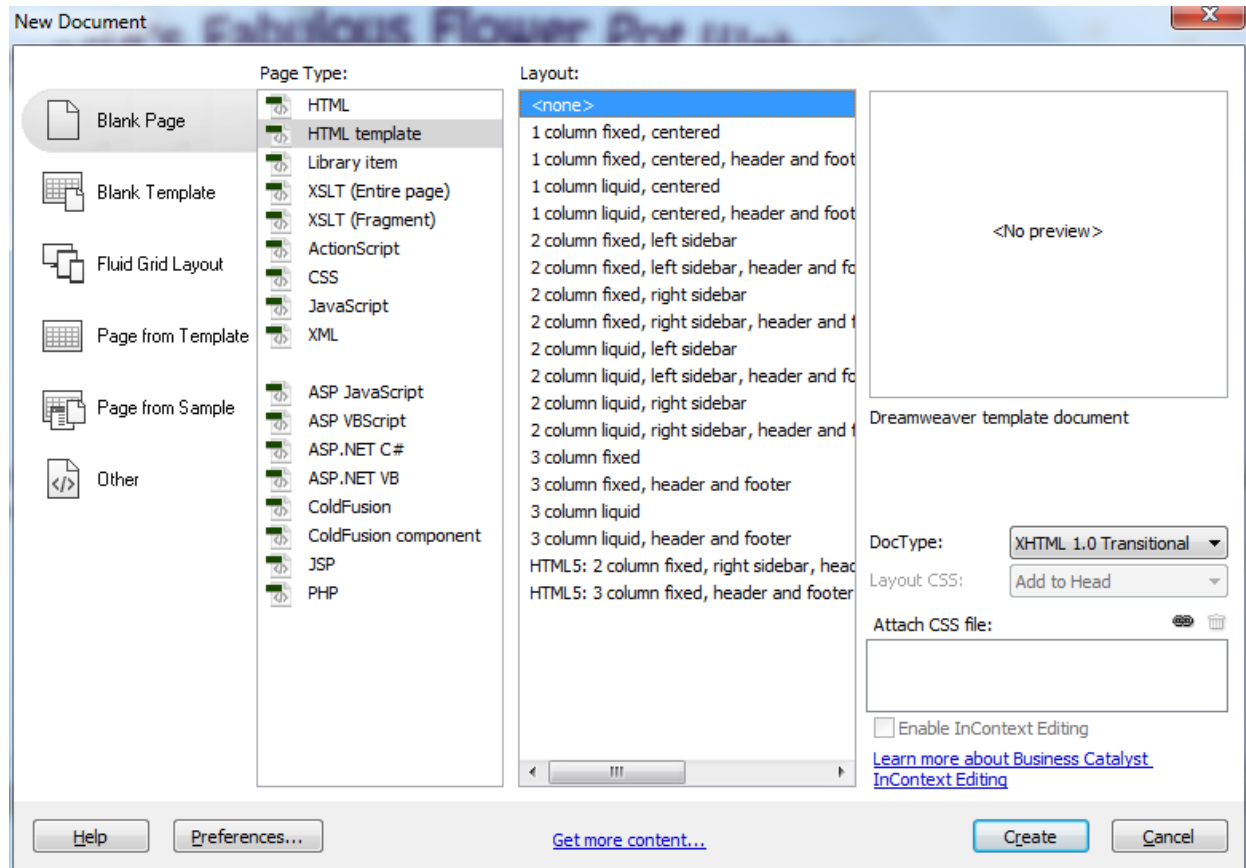 New Document
Fabulous Flower Pot
Page Type:
Layout:
Blank Page
Blank Template
Fluid Grid Layout
Page from Template
Page from Sample
Other
HTML
HTML template
Library item
XSLT (Entire page)
XSLT (Fragment)
ActionScript
CSS
JavaScript
XML
ASP JavaScript
ASP VBScript
ASP.NET C#
ASP.NET VB
ColdFusion
ColdFusion component
JSP
PHP
<none>
1 column fixed, centered
1 column fixed, centered, header and foot
1 column liquid, centered
1 column liquid, centered, header and foot
2 column fixed, left sidebar
2 column fixed, left sidebar, header and fo
2 column fixed, right sidebar
2 column fixed, right sidebar, header and f
2 column liquid, left sidebar
2 column liquid, left sidebar, header and fo
2 column liquid, right sidebar
2 column liquid, right sidebar, header and f
3 column fixed
3 column fixed, header and footer
3 column liquid
3 column liquid, header and footer
HTML5: 2 column fixed, right sidebar, head
HTML5: 3 column fixed, header and footer
<No preview>
Dreamweaver template document
DocType:
XHTML 1.0 Transitional
Layout CSS:
Add to Head
Attach CSS file:
Enable InContext Editing
Learn more about Business Catalyst
InContext Editing
Help
Preferences...
Get more content...
Create
Cancel